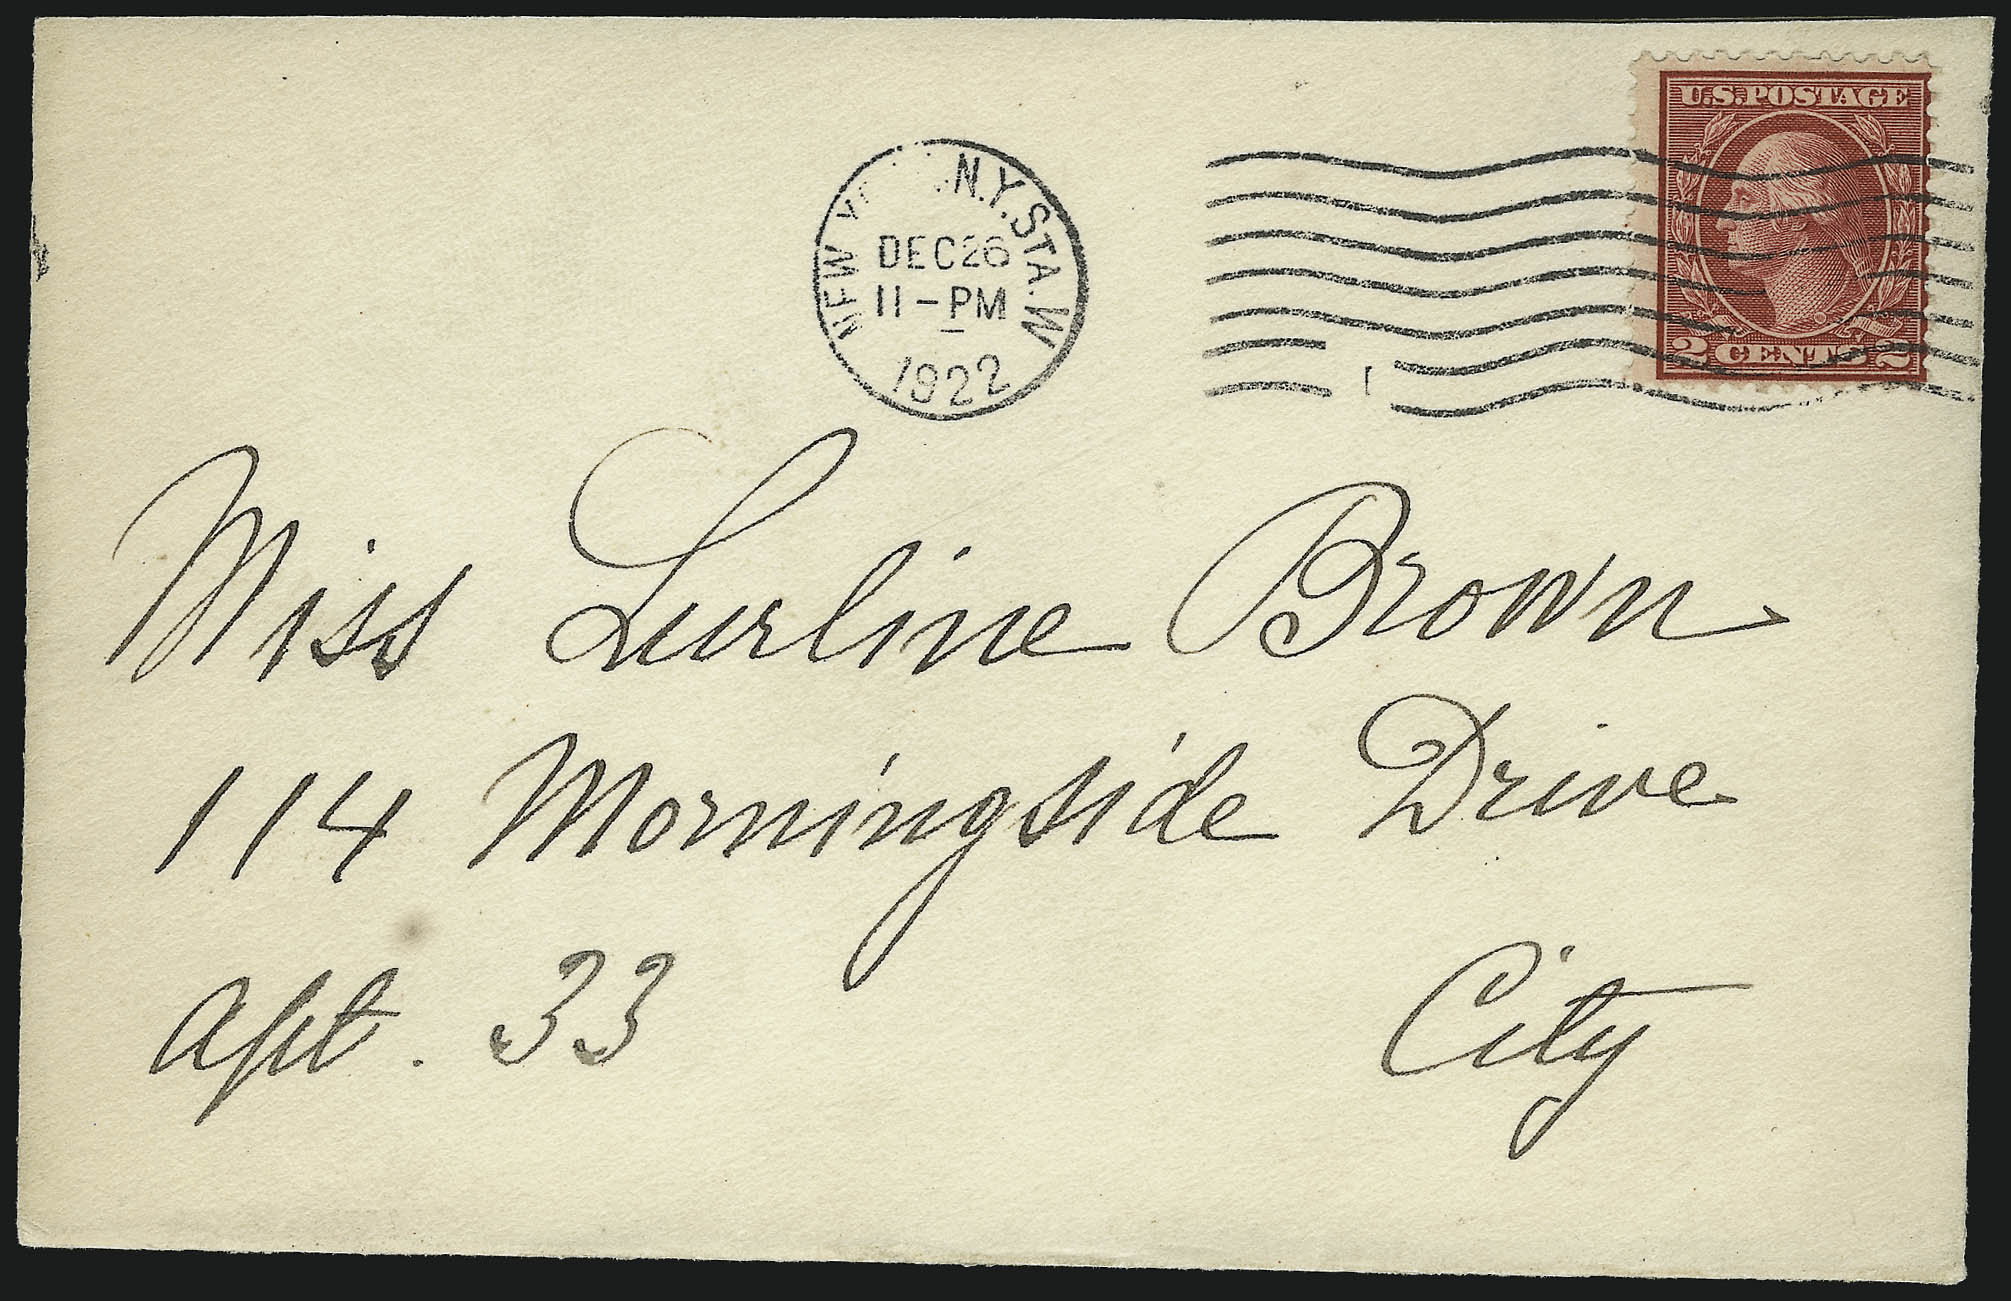 U.S. POSTAGE
2 CENTS 2
NEW N.Y. STA. W
DEC 26
11-PM
1922
Miss Lurline Brown
114 Morningside Drive
Apt. 33
City